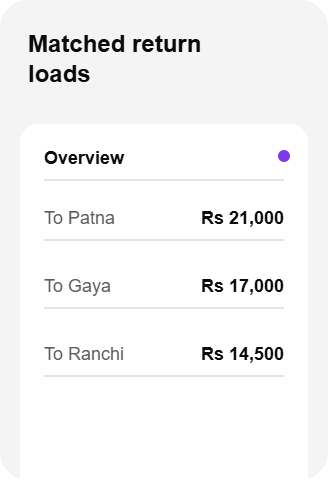 Matched return
loads
Overview
To Patna Rs 21,000
To Gaya Rs 17,000
To Ranchi Rs 14,500